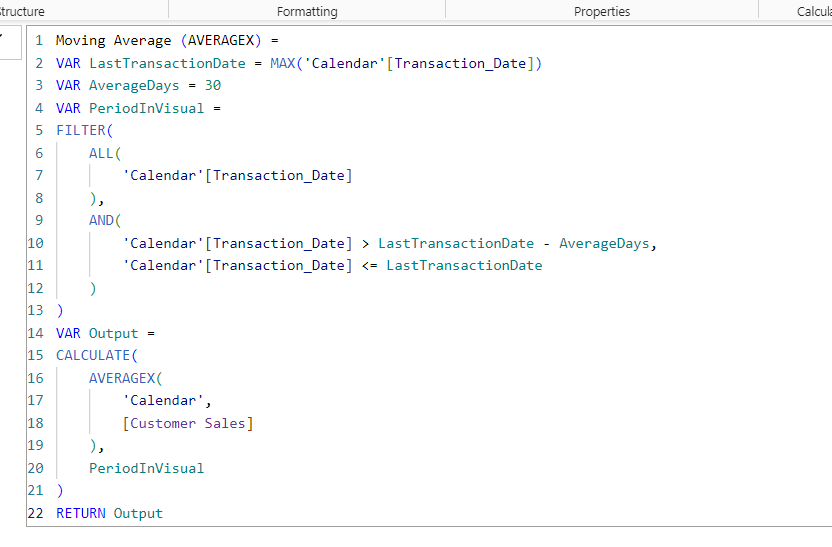 Structure Formatting Properties
1 Moving Average (AVERAGEX) =
2 VAR LastTransactionDate = MAX('Calendar'[Transaction_Date])
3 VAR AverageDays = 30
4 VAR PeriodInVisual =
5 FILTER(
6 ALL(
7 'Calendar'[Transaction_Date]
8 ),
9 AND(
10 'Calendar'[Transaction_Date] > LastTransactionDate - AverageDays,
11 'Calendar'[Transaction_Date] <= LastTransactionDate
12 )
13 )
14 VAR Output =
15 CALCULATE(
16 AVERAGEX(
17 'Calendar',
18 [Customer Sales]
19 ),
20 PeriodInVisual
21 )
22 RETURN Output